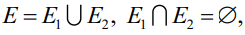 E = E₁ ⋃ E₂, E₁ ⋂ E₂ = ∅,